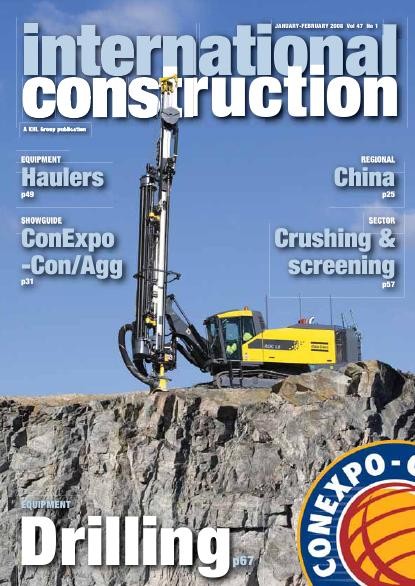 JANUARY-FEBRUARY 2008 Vol 47 No 1
international
construction
A KHL Group publication
EQUIPMENT
Haulers
p49
SHOWGUIDE
ConExpo
-Con/Agg
p31
REGIONAL
China
p25
SECTOR
Crushing &
screening
p57
EQUIPMENT
Drilling p67
CONEXPO-C